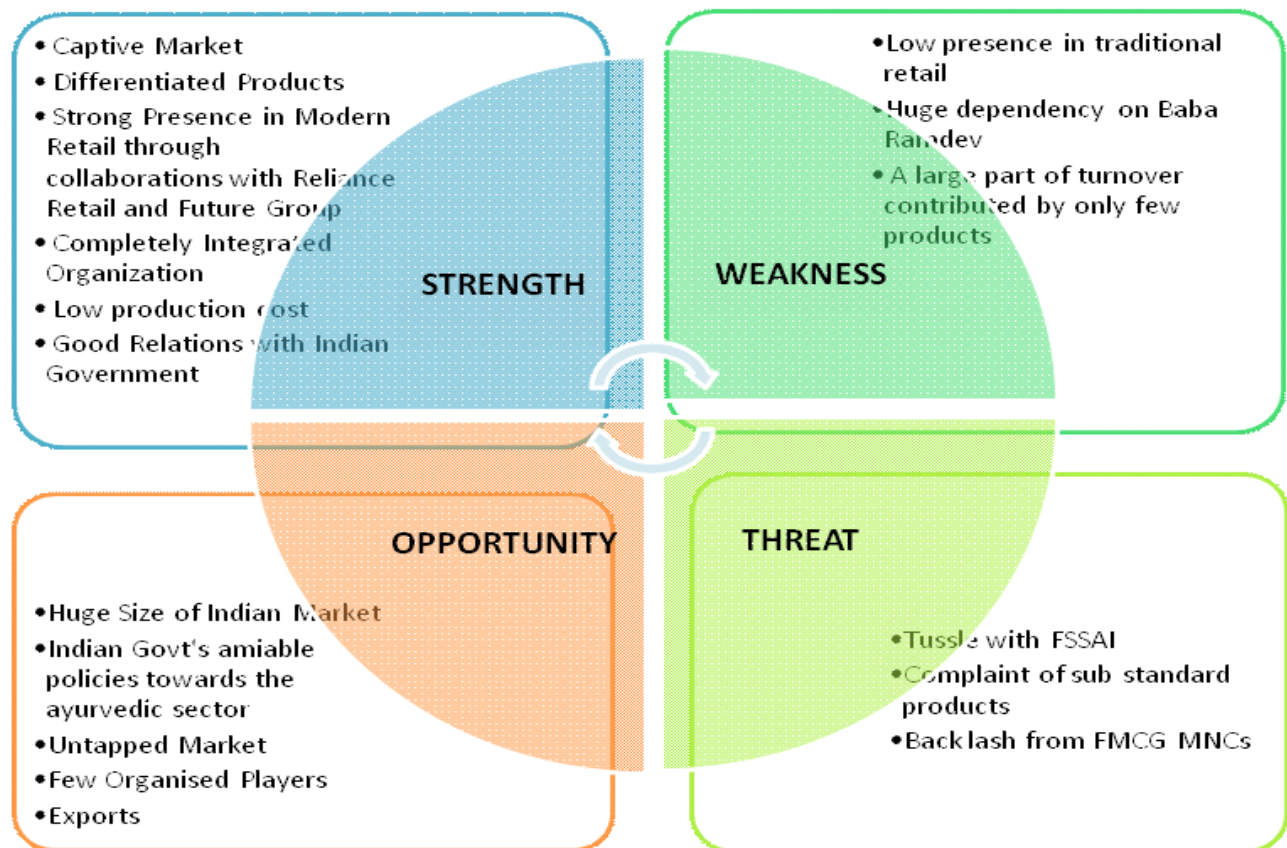 • Captive Market
• Differentiated Products
• Strong Presence in Modern
Retail through
collaborations with Reliance
Retail and Future Group
• Completely Integrated
Organization
• Low production cost
• Good Relations with Indian
Government
STRENGTH
•Low presence in traditional
retail
•Huge dependency on Baba
Ramdev
• A large part of turnover
contributed by only few
products
WEAKNESS
OPPORTUNITY
•Huge Size of Indian Market
•Indian Govt's amiable
policies towards the
ayurvedic sector
•Untapped Market
•Few Organised Players
•Exports
THREAT
•Tussle with FSSAI
•Complaint of sub standard
products
•Back lash from FMCG MNCs